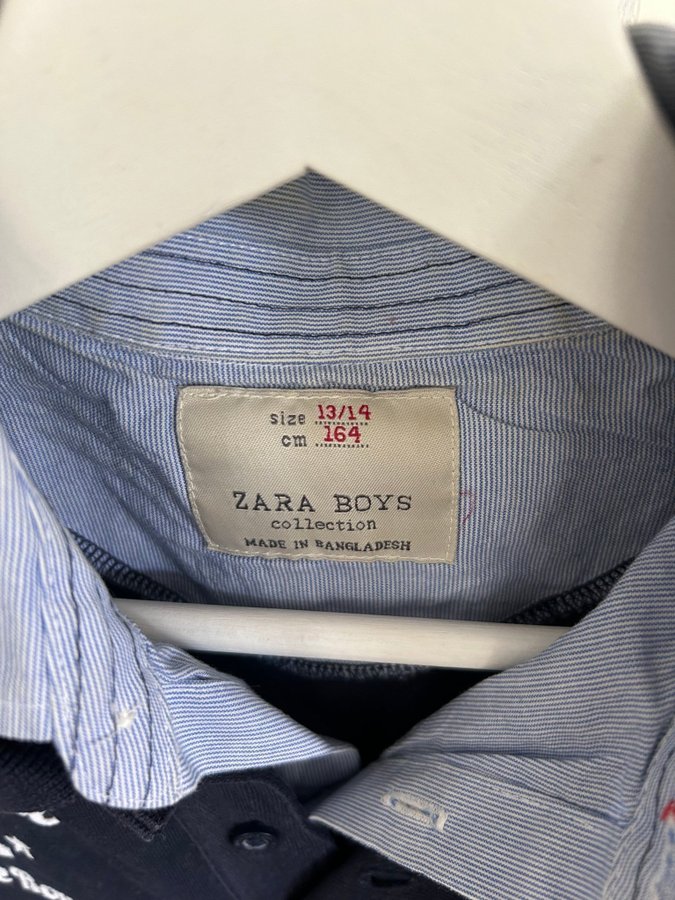 size 13/14
cm 164
ZARA BOYS
collection
MADE IN BANGLADESH